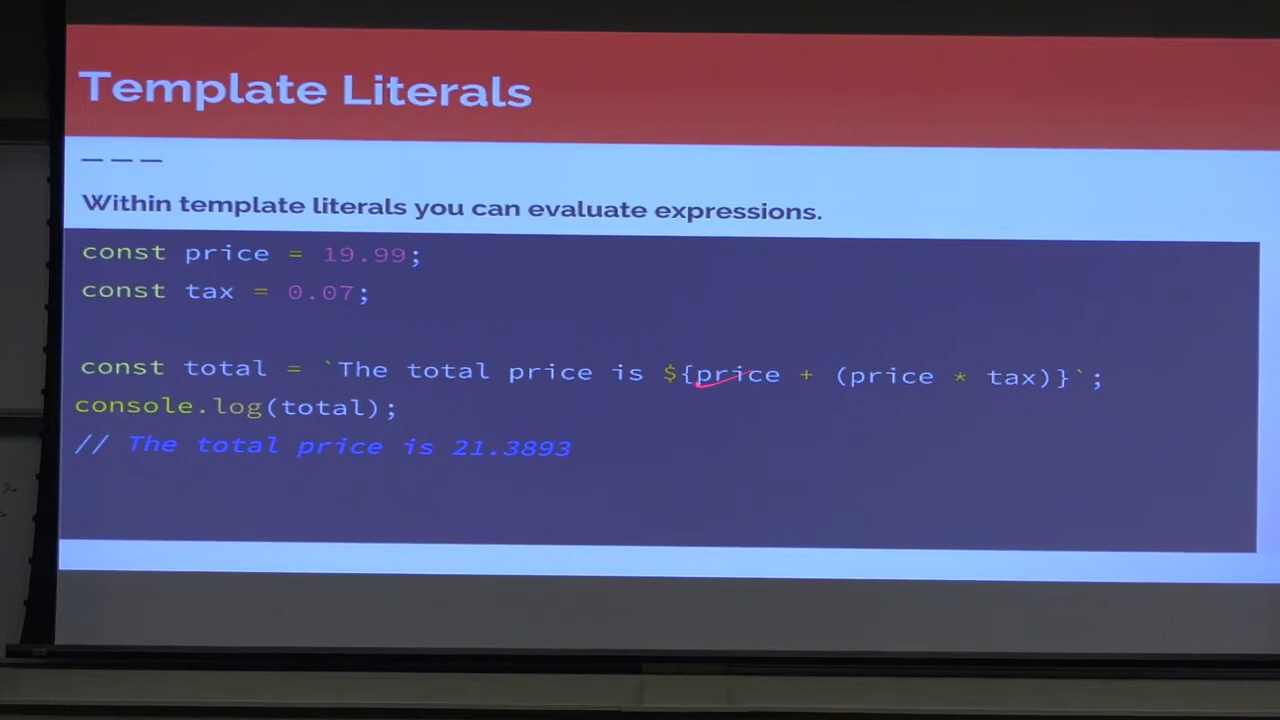 Template Literals
Within template literals you can evaluate expressions.
const price = 19.99;
const tax = 0.07;
const total = `The total price is ${price + (price * tax)}`;
console.log(total);
// The total price is 21.3893